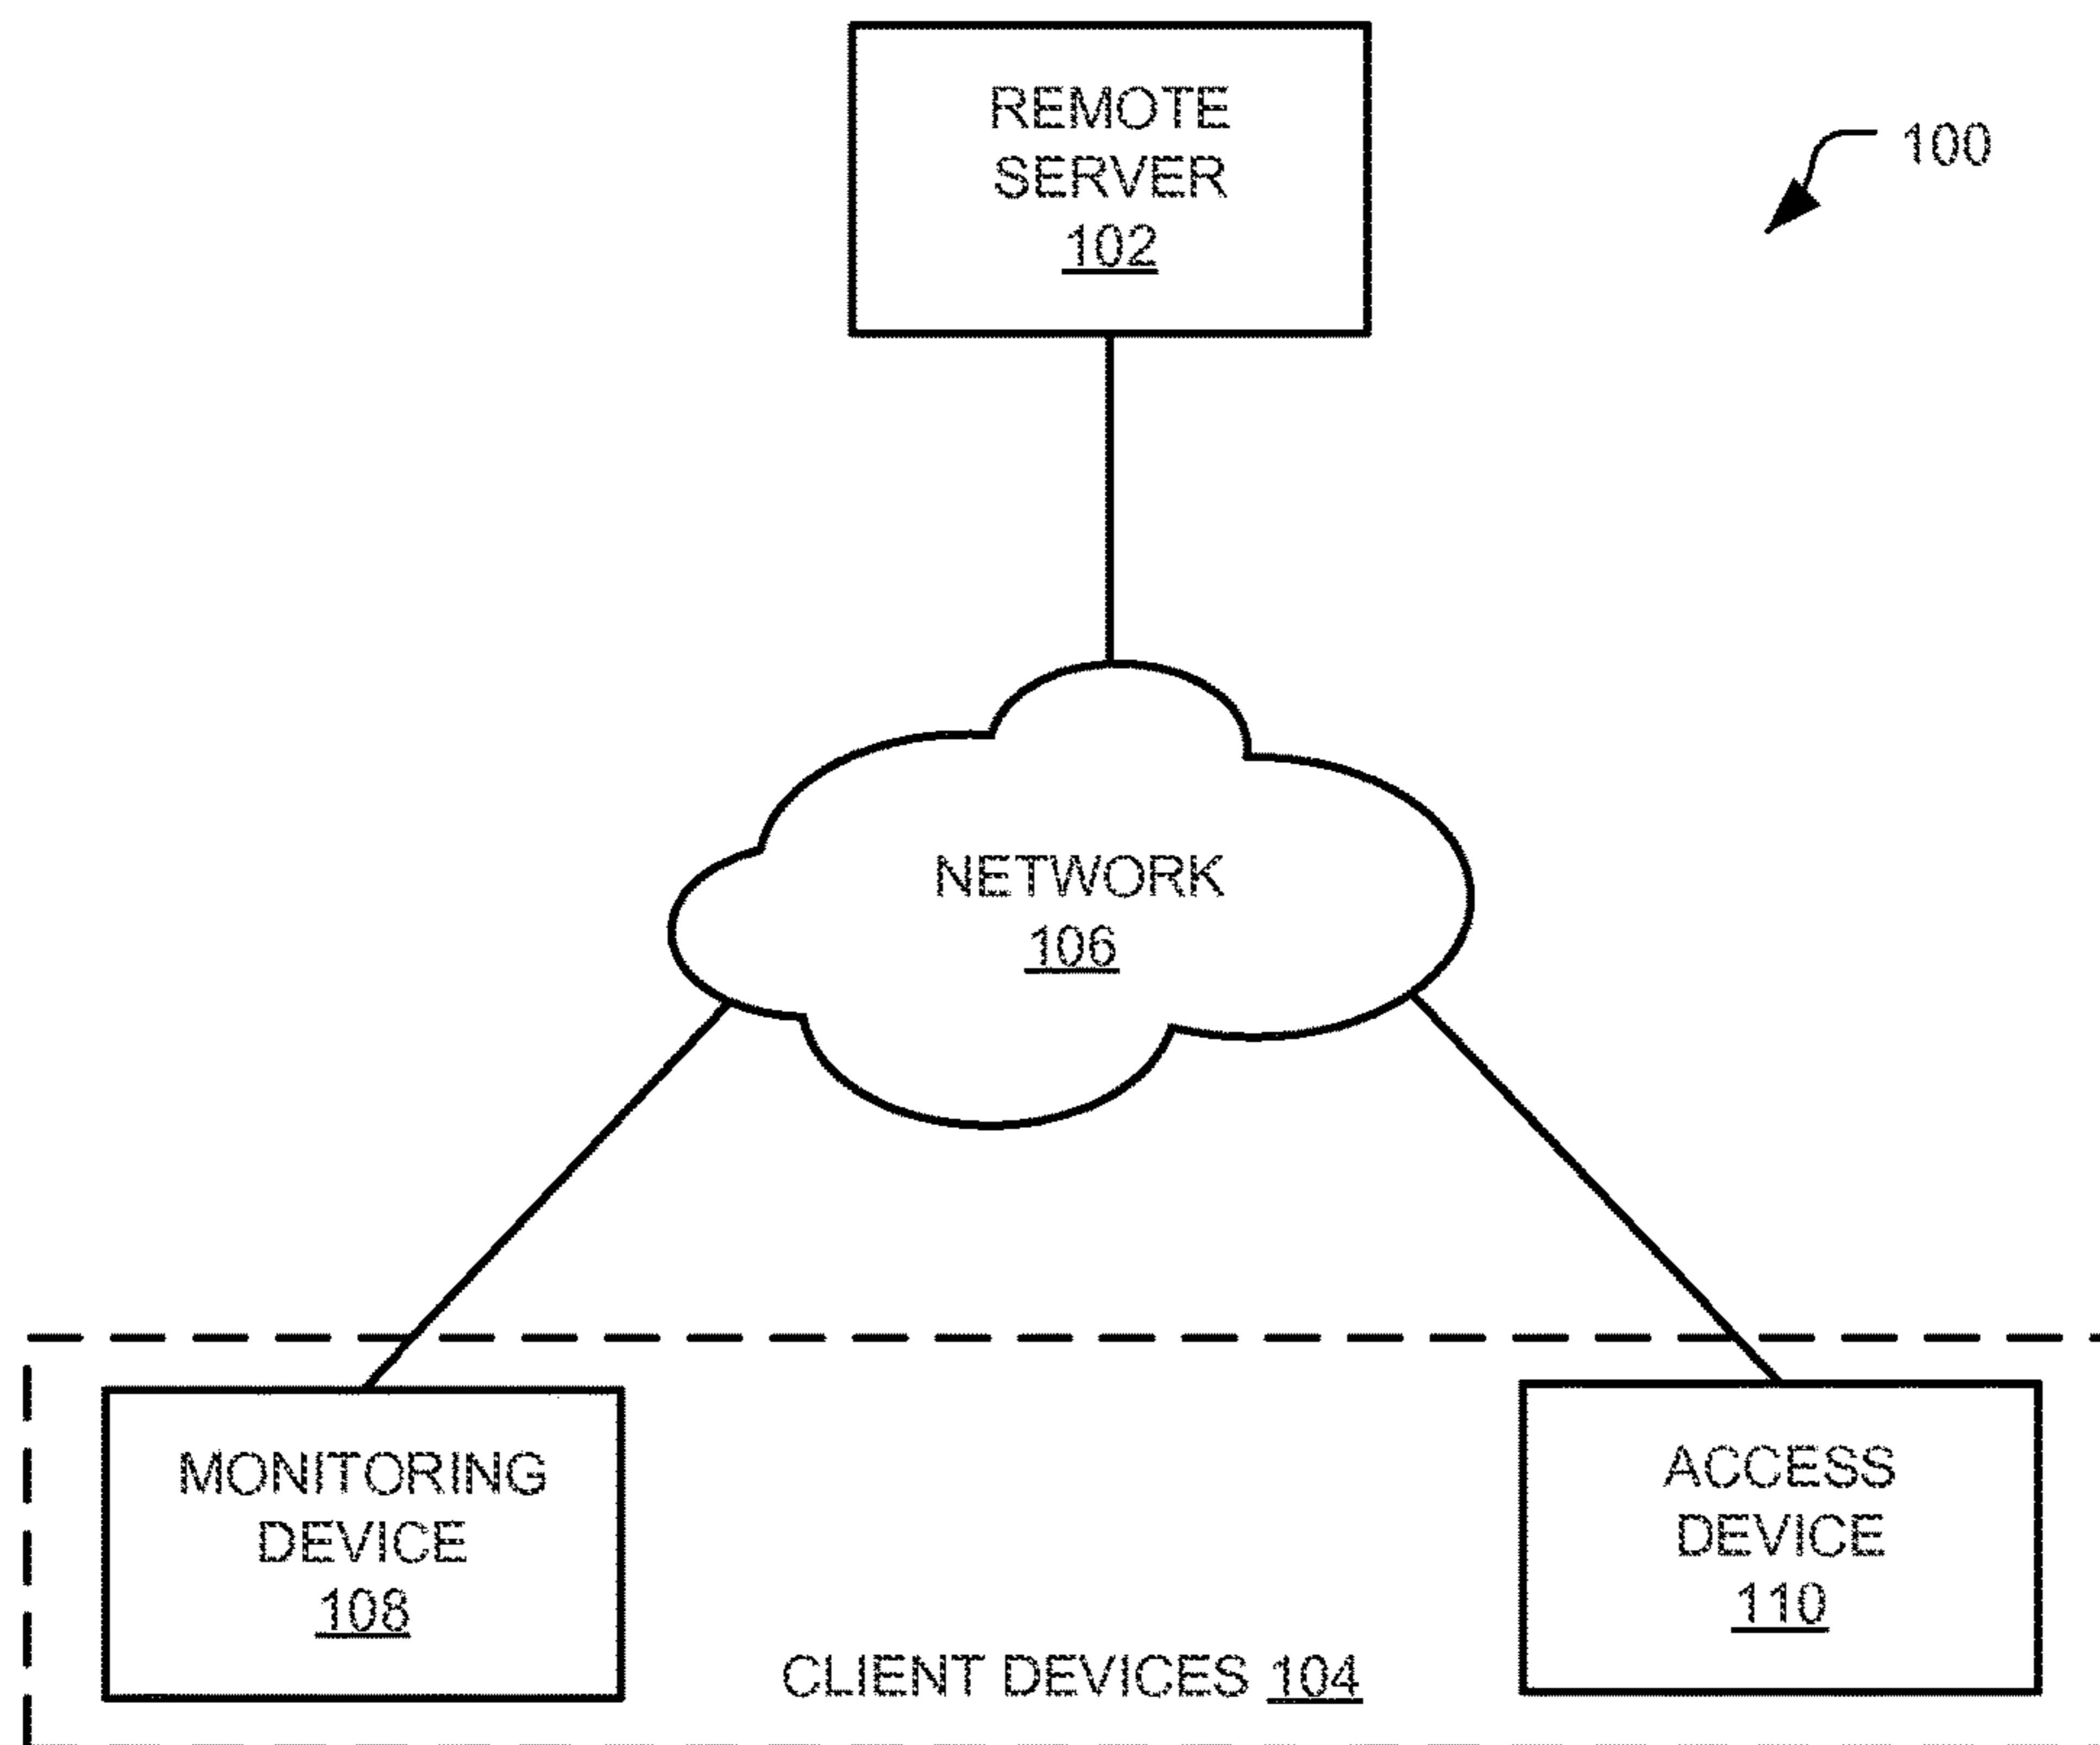 REMOTE
SERVER
102
100
NETWORK
106
MONITORING
DEVICE
108
ACCESS
DEVICE
110
CLIENT DEVICES 104